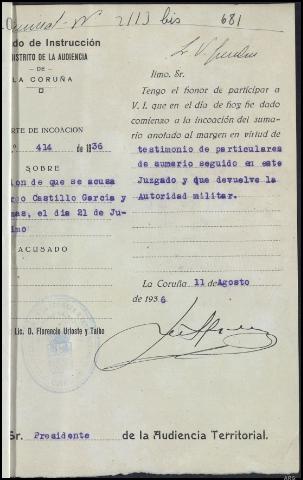 Nº 2113 bis 681
do de Instrucción
DISTRITO DE LA AUDIENCIA
— DE —
LA CORUÑA
RTE DE INCOACIÓN
º. 414 de 1936
SOBRE
ion de que se acusa
do Castillo García y
mas, el día 21 de Ju-
imo
ACUSADO
Lic. D. Florencio Urioste y Taibo
Ilmo. Sr.
Tengo el honor de participar a
V. I. que en el día de hoy he dado
comienzo a la incoación del suma-
rio anotado al margen en virtud de
testimonio de particulares
de sumario seguido en este
Juzgado y que devuelve la
Autoridad militar.
La Coruña 11 de Agosto
de 1936
Sr. Presidente de la Audiencia Territorial.